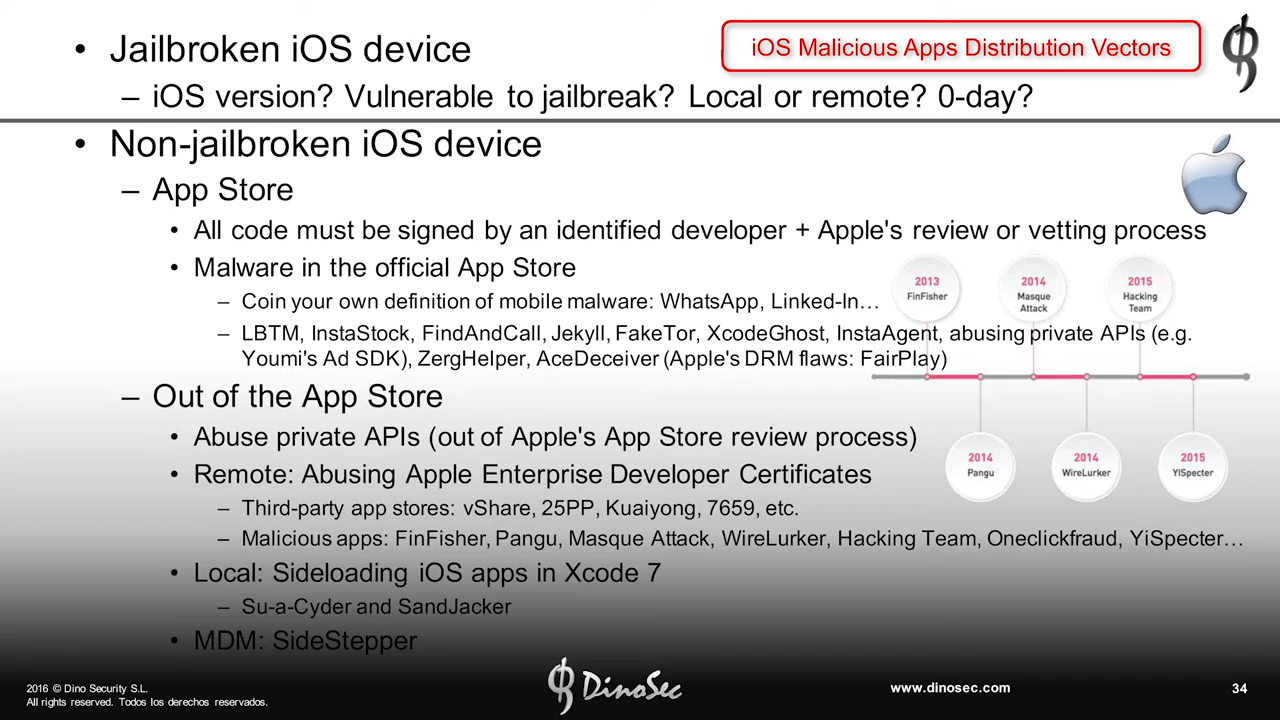 • Jailbroken iOS device
iOS Malicious Apps Distribution Vectors
– iOS version? Vulnerable to jailbreak? Local or remote? 0-day?
• Non-jailbroken iOS device
– App Store
• All code must be signed by an identified developer + Apple's review or vetting process
• Malware in the official App Store
– Coin your own definition of mobile malware: WhatsApp, Linked-In…
– LBTM, InstaStock, FindAndCall, Jekyll, FakeTor, XcodeGhost, InstaAgent, abusing private APIs (e.g.
Youmi's Ad SDK), ZergHelper, AceDeceiver (Apple's DRM flaws: FairPlay)
2013
FinFisher
2014
Masque
Attack
2015
Hacking
Team
– Out of the App Store
• Abuse private APIs (out of Apple's App Store review process)
• Remote: Abusing Apple Enterprise Developer Certificates
– Third-party app stores: vShare, 25PP, Kuaiyong, 7659, etc.
– Malicious apps: FinFisher, Pangu, Masque Attack, WireLurker, Hacking Team, Oneclickfraud, YiSpecter…
2014
Pangu
2014
WireLurker
2015
YISpecter
• Local: Sideloading iOS apps in Xcode 7
– Su-a-Cyder and SandJacker
• MDM: SideStepper
2016 © Dino Security S.L.
All rights reserved. Todos los derechos reservados.
DinoSec
www.dinosec.com
34